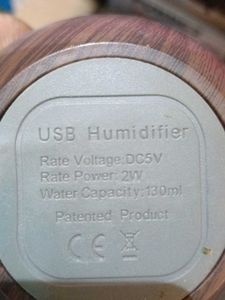 USB Humidifier
Rate Voltage:DC5V
Rate Power: 2W
Water Capacity:130ml
Patented Product
CE